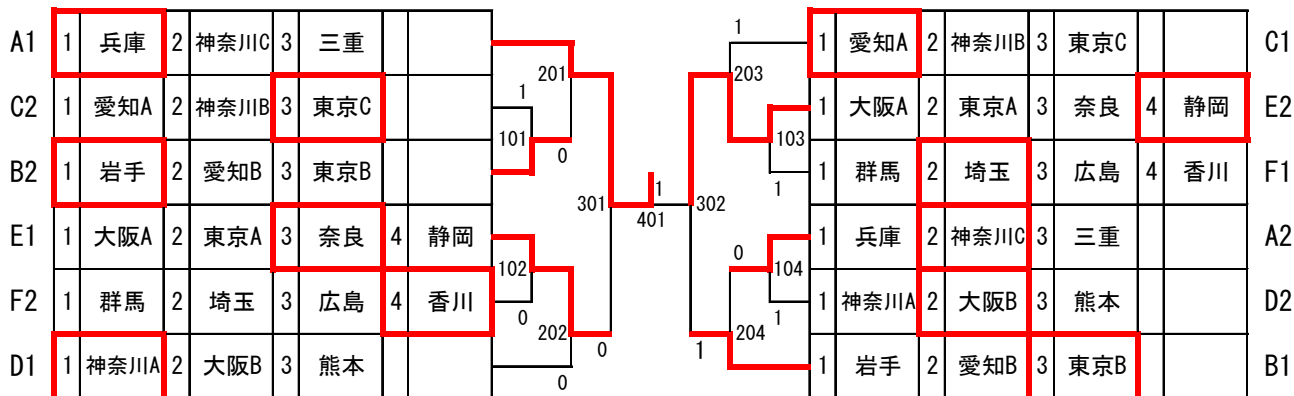 A1 1 兵庫 2 神奈川C 3 三重
C2 1 愛知A 2 神奈川B 3 東京C
B2 1 岩手 2 愛知B 3 東京B
E1 1 大阪A 2 東京A 3 奈良 4 静岡
F2 1 群馬 2 埼玉 3 広島 4 香川
D1 1 神奈川A 2 大阪B 3 熊本
201
1
101
0
301
102
0
202
0
0
1
401
302
1
203
103
1
0
104
1
204
1
1 愛知A 2 神奈川B 3 東京C C1
1 大阪A 2 東京A 3 奈良 4 静岡 E2
1 群馬 2 埼玉 3 広島 4 香川 F1
1 兵庫 2 神奈川C 3 三重 A2
1 神奈川A 2 大阪B 3 熊本 D2
1 岩手 2 愛知B 3 東京B B1